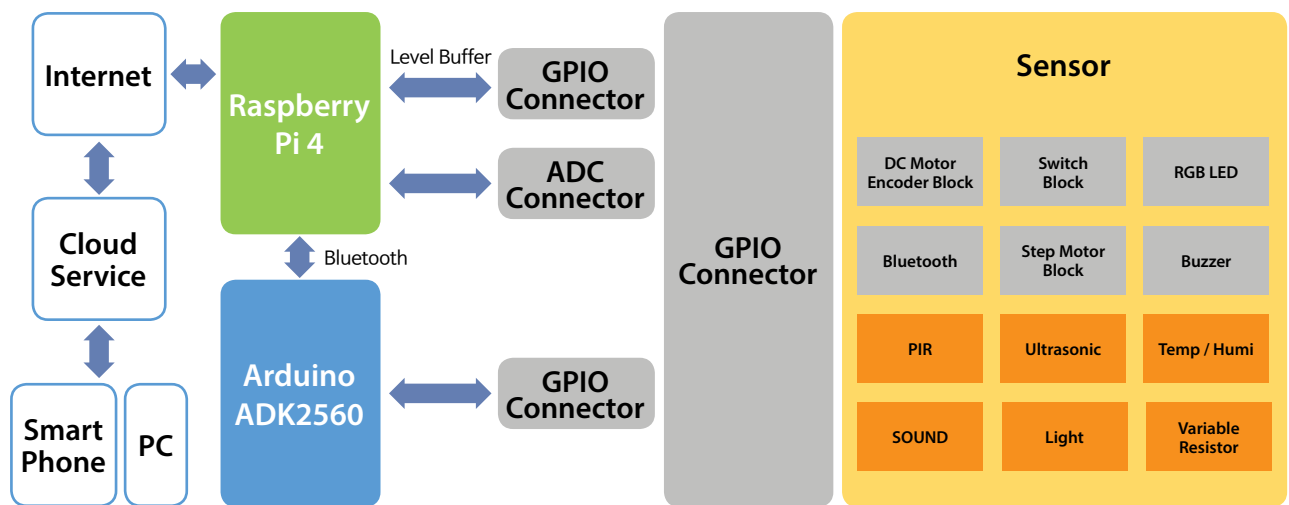 Internet
Cloud
Service
Smart
Phone
PC
Raspberry
Pi 4
Bluetooth
Arduino
ADK2560
Level Buffer
GPIO
Connector
ADC
Connector
GPIO
Connector
GPIO
Connector
Sensor
DC Motor
Encoder Block
Switch
Block
RGB LED
Bluetooth
Step Motor
Block
Buzzer
PIR
Ultrasonic
Temp / Humi
SOUND
Light
Variable
Resistor